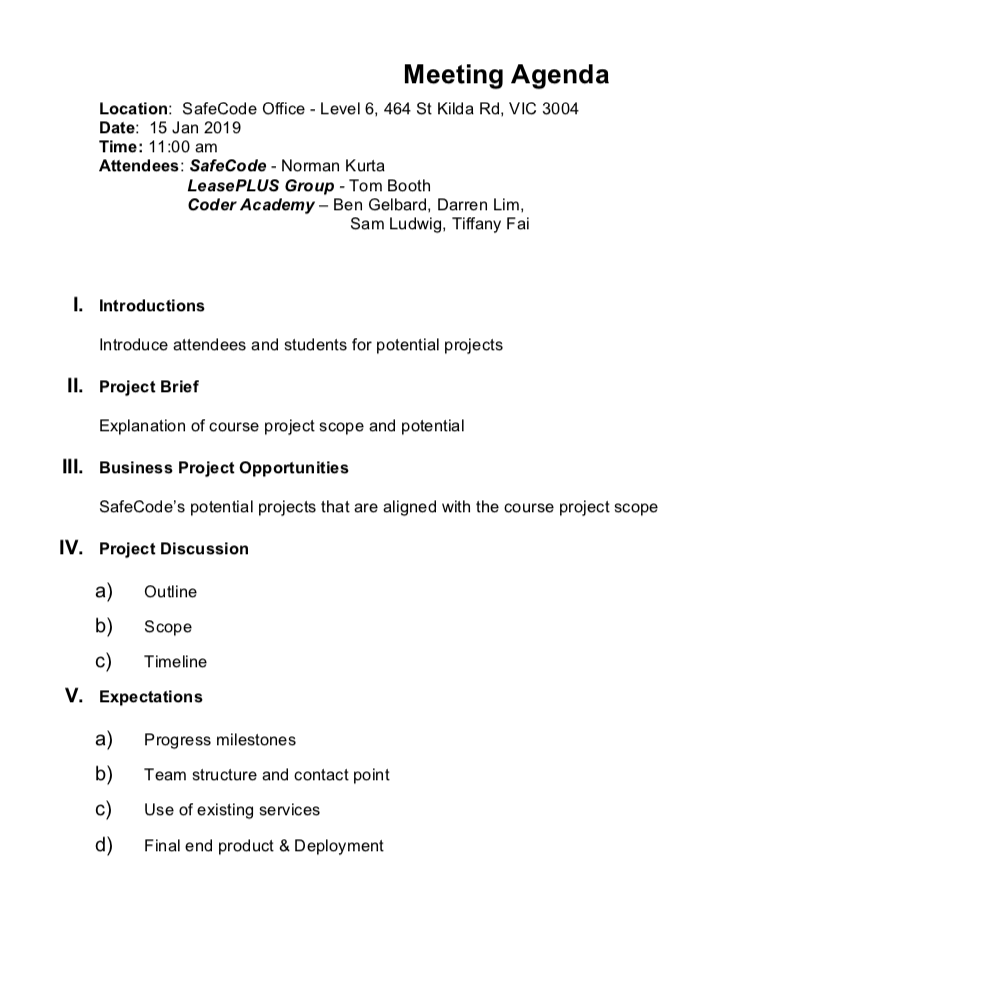 Meeting Agenda
Location:  SafeCode Office - Level 6, 464 St Kilda Rd, VIC 3004
Date:  15 Jan 2019
Time: 11:00 am
Attendees: SafeCode - Norman Kurta
LeasePLUS Group - Tom Booth
Coder Academy – Ben Gelbard, Darren Lim,
Sam Ludwig, Tiffany Fai
I. Introductions
Introduce attendees and students for potential projects
II. Project Brief
Explanation of course project scope and potential
III. Business Project Opportunities
SafeCode's potential projects that are aligned with the course project scope
IV. Project Discussion
a) Outline
b) Scope
c) Timeline
V. Expectations
a) Progress milestones
b) Team structure and contact point
c) Use of existing services
d) Final end product & Deployment